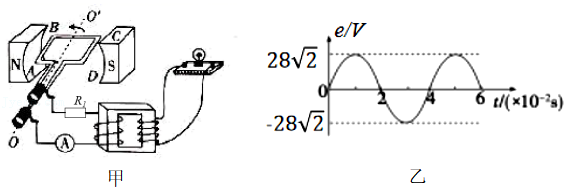 O'
B
C
N
A
S
D
R₁
O
A
甲
e/V
28√2
0
2
4
6
t/(×10⁻²s)
-28√2
乙